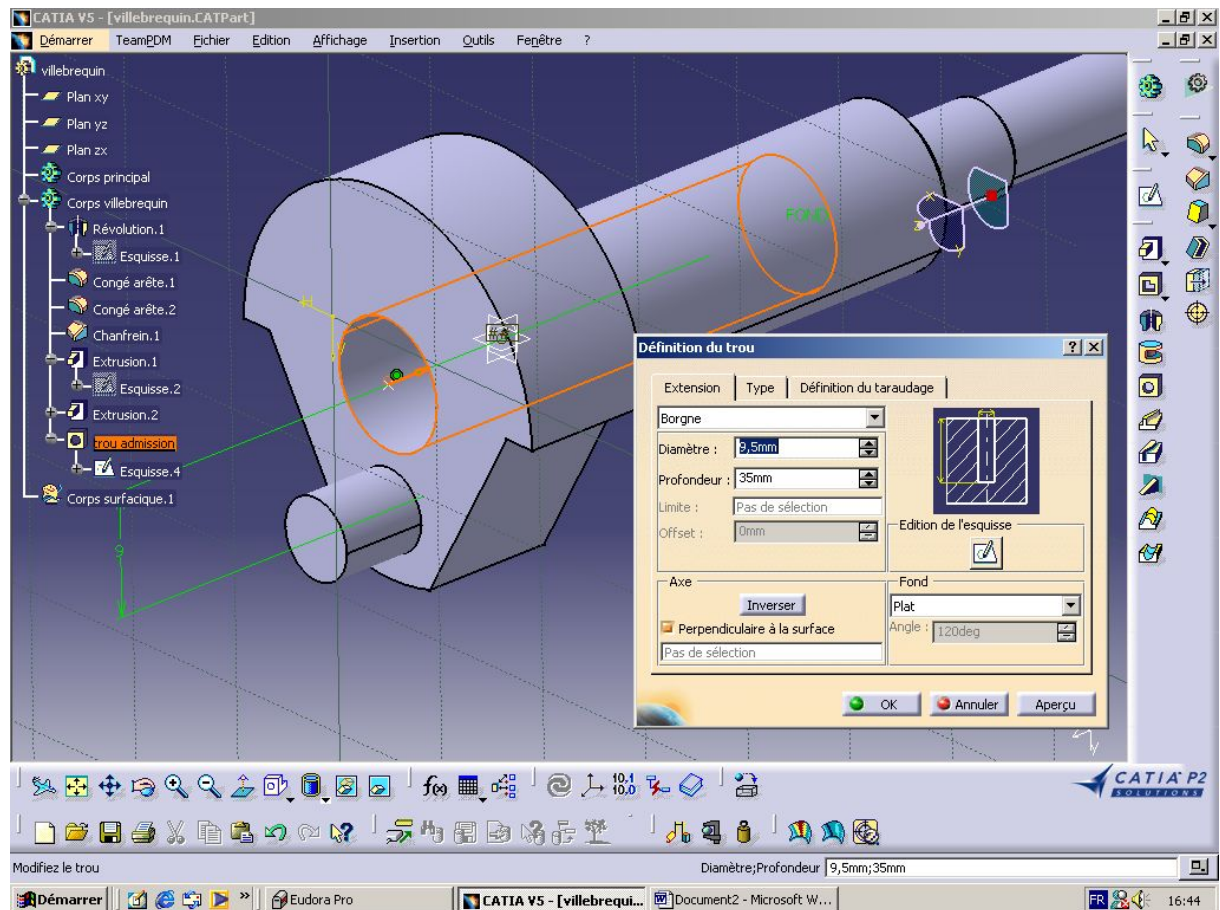 CATIA V5 - [villebrequin.CATPart]
Démarrer TeamPDM Fichier Edition Affichage Insertion Outils Fenêtre ?
villebrequin
Plan xy
Plan yz
Plan zx
Corps principal
Corps villebrequin
Révolution.1
Esquisse.1
Congé arête.1
Congé arête.2
Chanfrein.1
Extrusion.1
Esquisse.2
Extrusion.2
trou admission
Esquisse.4
Corps surfacique.1
FOND
x
z
y
H
9
Définition du trou
Extension Type Définition du taraudage
Borgne
Diamètre : 9,5mm
Profondeur : 35mm
Limite : Pas de sélection
Offset : 0mm
Edition de l'esquisse
Axe
Inverser
Perpendiculaire à la surface
Pas de sélection
Fond
Plat
Angle : 120deg
OK Annuler Aperçu
y
f(x)
10,1
10,0
CATIA P2
SOLUTIONS
Modifiez le trou
Diamètre;Profondeur 9,5mm;35mm
Démarrer
»
Eudora Pro
CATIA V5 - [villebrequi...
Document2 - Microsoft W...
FR
16:44